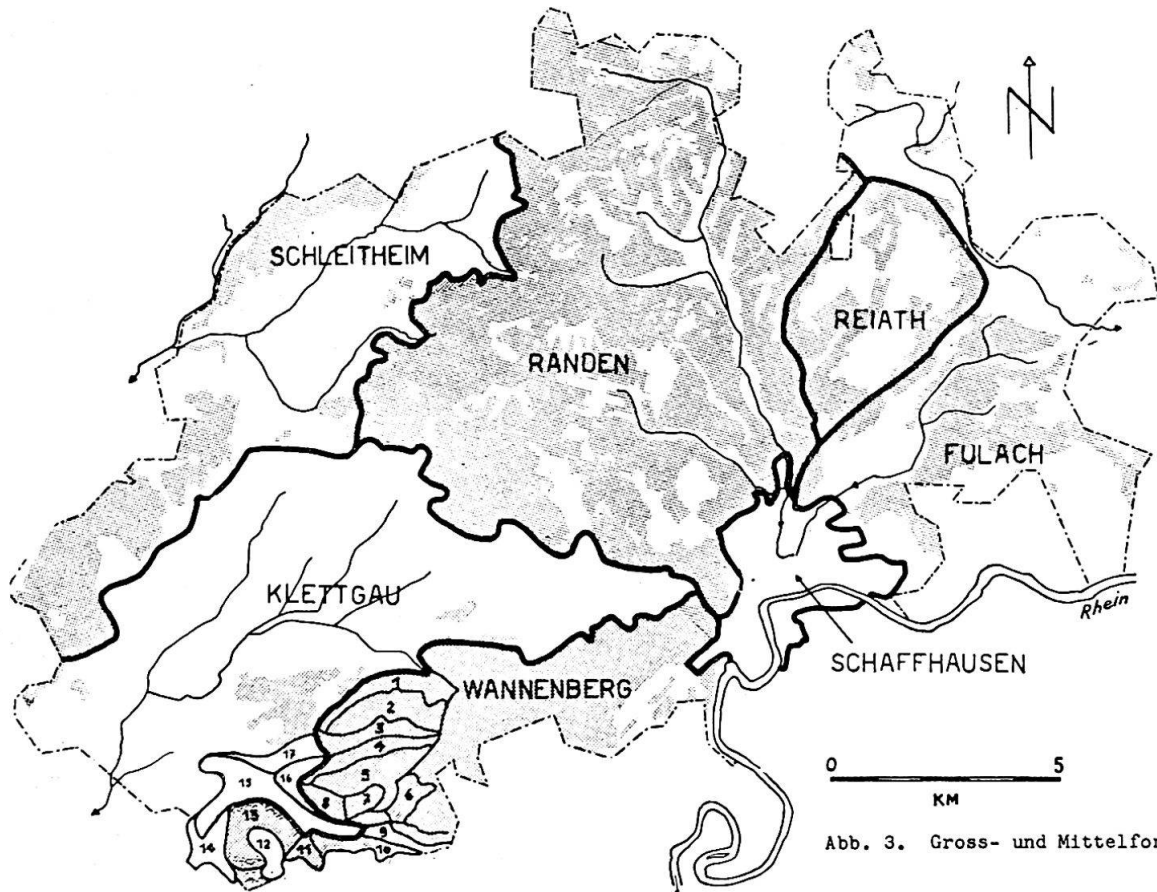 N
SCHLEITHEIM
RANDEN
REIATH
FULACH
KLETTGAU
Rhein
SCHAFFHAUSEN
WANNENBERG
1
2
3
4
5
17
16
15
8
7
6
9
10
13
14
12
11
0 5
KM
Abb. 3. Gross- und Mittelfor